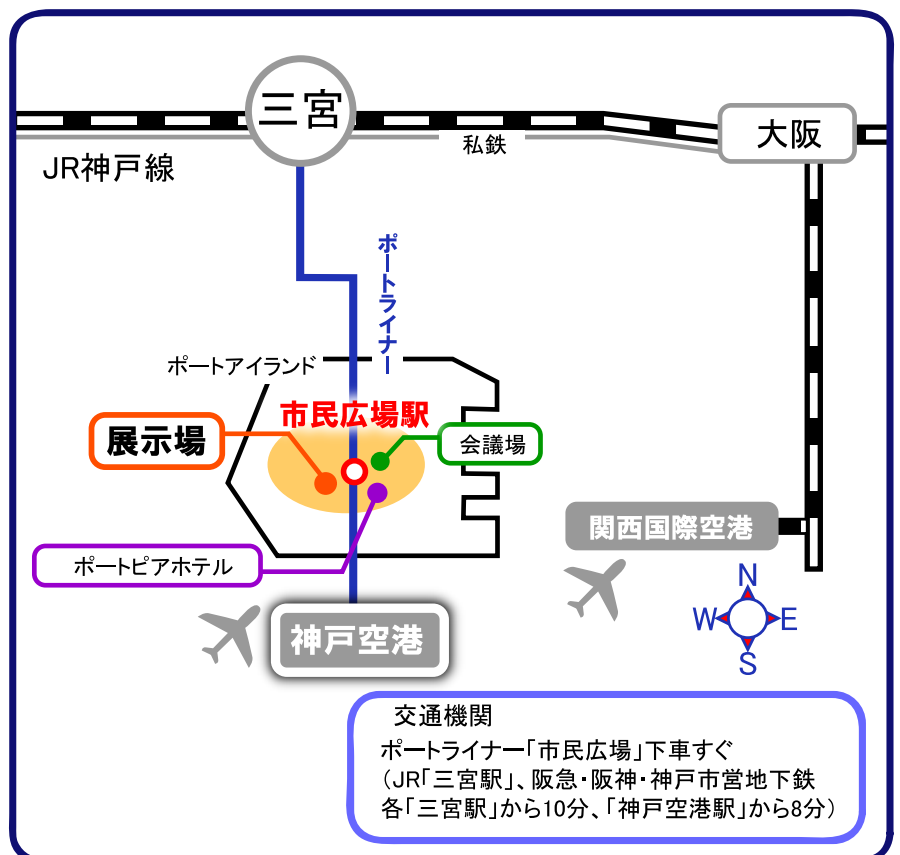 三宮
大阪
私鉄
JR神戸線
ポートライナー
ポートアイランド
市民広場駅
展示場
会議場
関西国際空港
ポートピアホテル
N
W
E
S
神戸空港
交通機関
ポートライナー「市民広場」下車すぐ
（JR「三宮駅」、阪急・阪神・神戸市営地下鉄
各「三宮駅」から10分、「神戸空港駅」から8分）